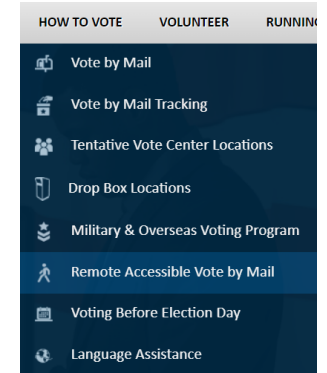 HOW TO VOTE VOLUNTEER RUNNING
Vote by Mail
Vote by Mail Tracking
Tentative Vote Center Locations
Drop Box Locations
Military & Overseas Voting Program
Remote Accessible Vote by Mail
Voting Before Election Day
Language Assistance